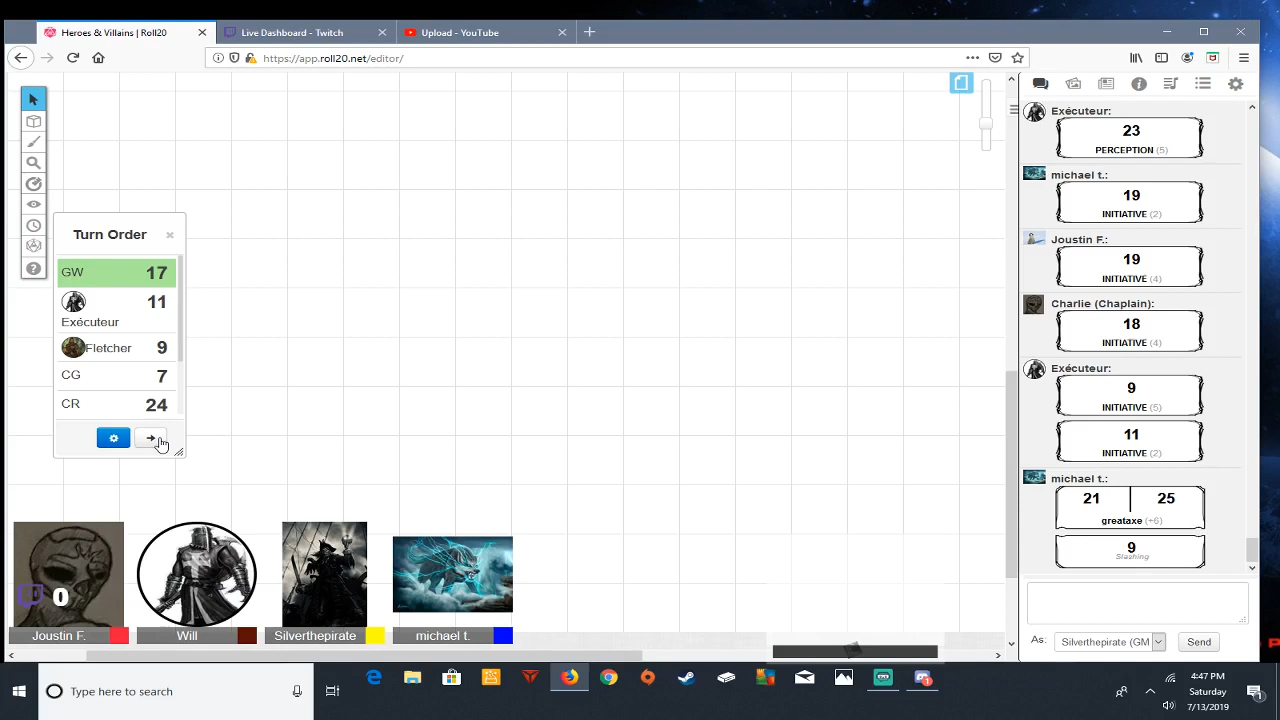 Heroes & Villains | Roll20
Live Dashboard - Twitch
Upload - YouTube
https://app.roll20.net/editor/
Turn Order
GW 17
11
Exécuteur
Fletcher 9
CG 7
CR 24
0
Joustin F.
Will
Silverthepirate
michael t.
Exécuteur:
23
PERCEPTION (5)
michael t.:
19
INITIATIVE (2)
Joustin F.:
19
INITIATIVE (4)
Charlie (Chaplain):
18
INITIATIVE (4)
Exécuteur:
9
INITIATIVE (5)
11
INITIATIVE (2)
michael t.:
21 25
greataxe (+6)
9
Slashing
As: Silverthepirate (GM Send
Type here to search
4:47 PM
Saturday
7/13/2019